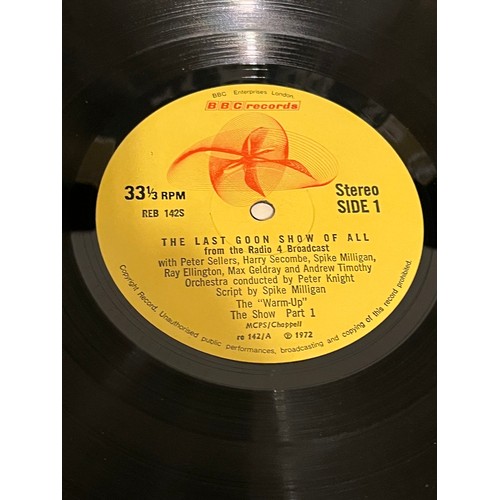 BBC Enterprises London.
BBC records
33 1/3 RPM
REB 142S
Stereo
SIDE 1
THE LAST GOON SHOW OF ALL
from the Radio 4 Broadcast
with Peter Sellers, Harry Secombe, Spike Milligan,
Ray Ellington, Max Geldray and Andrew Timothy
Orchestra conducted by Peter Knight
Script by Spike Milligan
The "Warm-Up"
The Show Part 1
MCPS/Chappell
re 142/A ℗ 1972
Copyright Record. Unauthorised public performances, broadcasting and copying of this record prohibited.